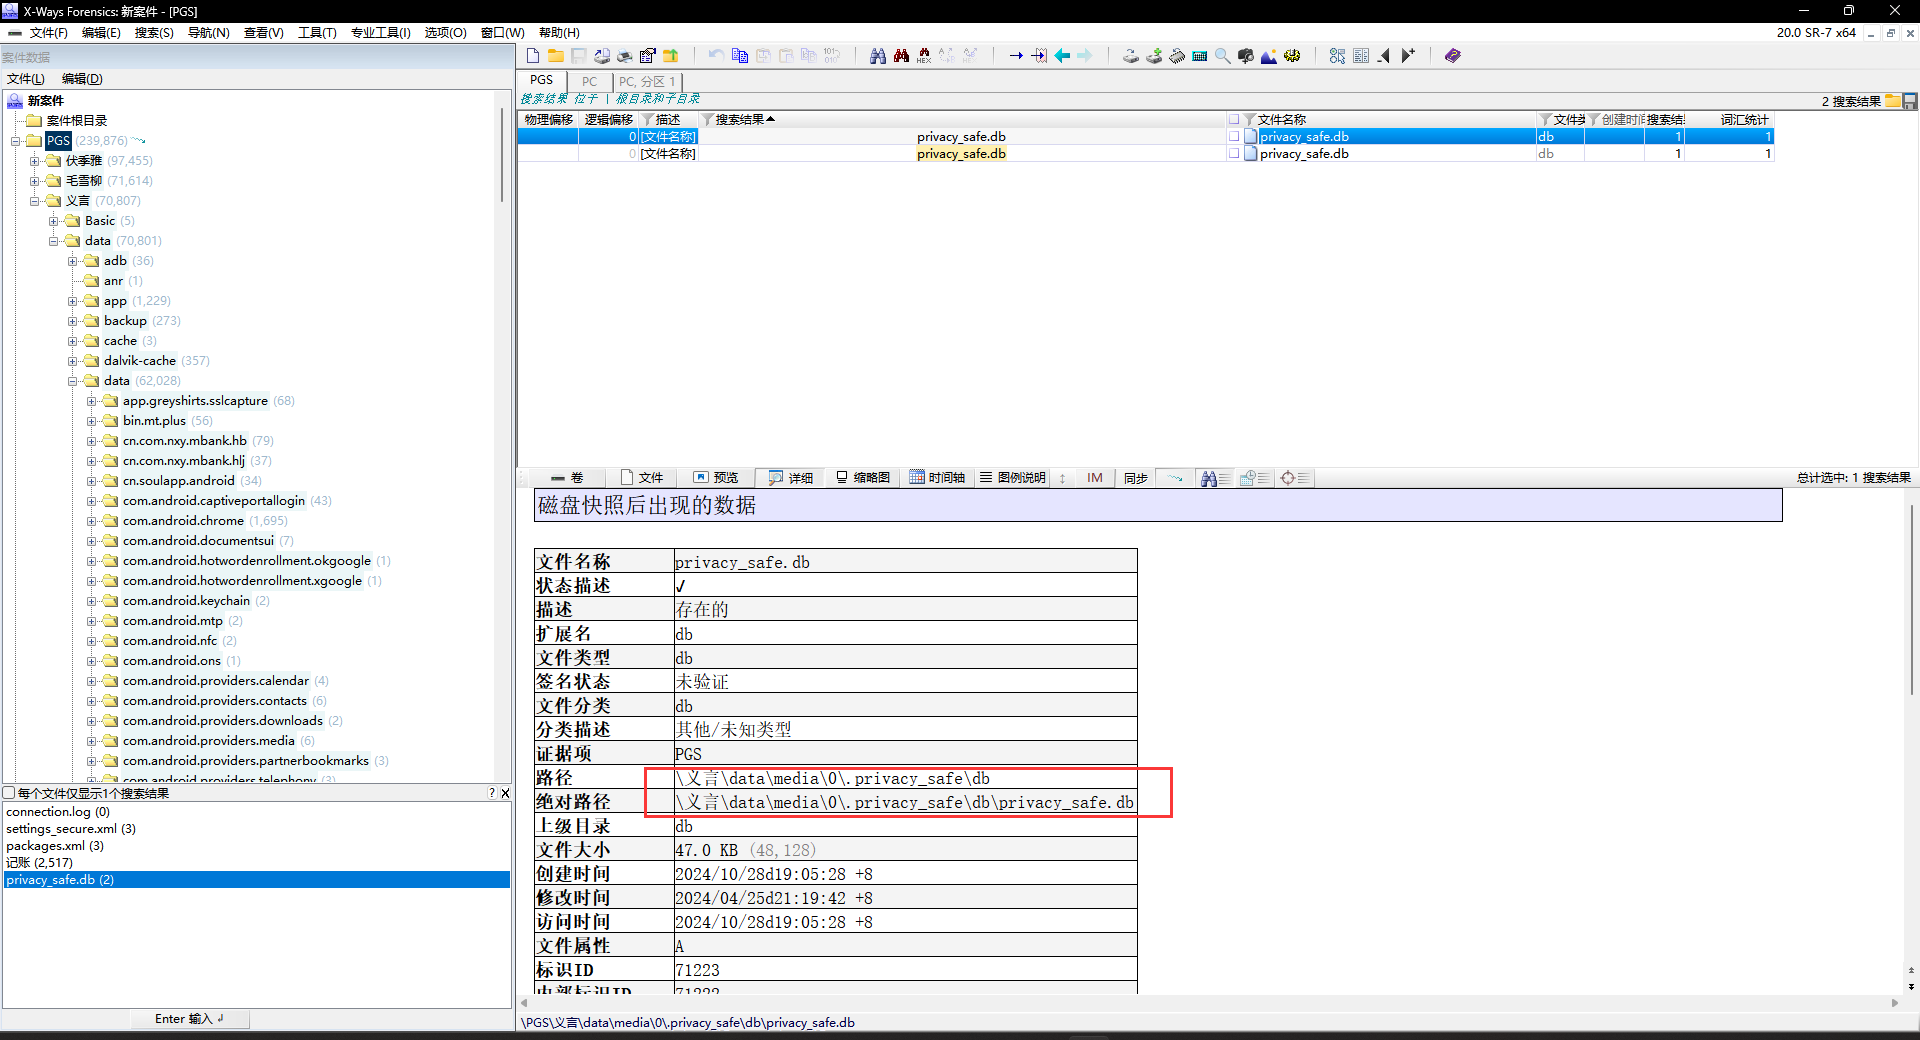 X-Ways Forensics: 新案件 - [PGS]
文件(F) 编辑(E) 搜索(S) 导航(N) 查看(V) 工具(T) 专业工具(I) 选项(O) 窗口(W) 帮助(H) 20.0 SR-7 x64
案件数据
文件(L) 编辑(D)
新案件
案件根目录
PGS (239,876)
伏季雅 (97,455)
毛雪柳 (71,614)
义言 (70,807)
Basic (5)
data (70,801)
adb (36)
anr (1)
app (1,229)
backup (273)
cache (3)
dalvik-cache (357)
data (62,028)
app.greyshirts.sslcapture (68)
bin.mt.plus (56)
cn.com.nxy.mbank.hb (79)
cn.com.nxy.mbank.hlj (37)
cn.soulapp.android (34)
com.android.captiveportallogin (43)
com.android.chrome (1,695)
com.android.documentsui (7)
com.android.hotwordenrollment.okgoogle (1)
com.android.hotwordenrollment.xgoogle (1)
com.android.keychain (2)
com.android.mtp (2)
com.android.nfc (2)
com.android.ons (1)
com.android.providers.calendar (4)
com.android.providers.contacts (6)
com.android.providers.downloads (2)
com.android.providers.media (6)
com.android.providers.partnerbookmarks (3)
com.android.providers.telephony (3)
每个文件仅显示1个搜索结果 ? X
connection.log (0)
settings_secure.xml (3)
packages.xml (3)
记账 (2,517)
privacy_safe.db (2)
Enter 输入
PGS PC PC, 分区 1
搜索结果 位于 | 根目录和子目录 2 搜索结果
物理偏移 逻辑偏移 描述 搜索结果 文件名称 文件类 创建时间 搜索结 词汇统计
0 [文件名称] privacy_safe.db privacy_safe.db db 1 1
0 [文件名称] privacy_safe.db privacy_safe.db db 1 1
卷 文件 预览 详细 缩略图 时间轴 图例说明 IM 同步 总计选中: 1 搜索结果
磁盘快照后出现的数据
文件名称 privacy_safe.db
状态描述 ✓
描述 存在的
扩展名 db
文件类型 db
签名状态 未验证
文件分类 db
分类描述 其他/未知类型
证据项 PGS
路径 \义言\data\media\0\.privacy_safe\db
绝对路径 \义言\data\media\0\.privacy_safe\db\privacy_safe.db
上级目录 db
文件大小 47.0 KB (48,128)
创建时间 2024/10/28d19:05:28 +8
修改时间 2024/04/25d21:19:42 +8
访问时间 2024/10/28d19:05:28 +8
文件属性 A
标识ID 71223
内部标识ID 71222
\PGS\义言\data\media\0\.privacy_safe\db\privacy_safe.db